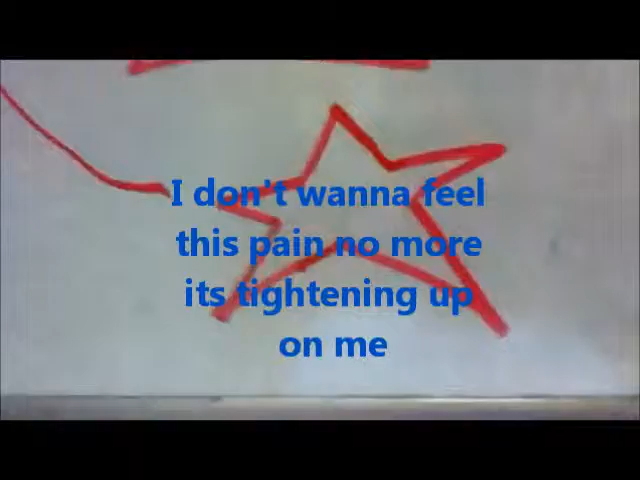 I don't wanna feel
this pain no more
its tightening up
on me